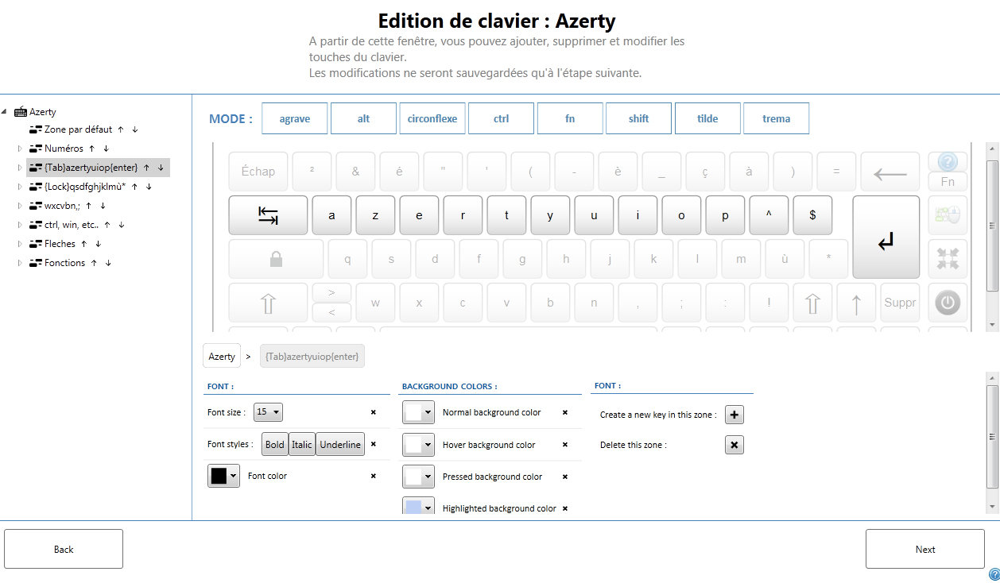 Edition de clavier : Azerty
A partir de cette fenêtre, vous pouvez ajouter, supprimer et modifier les
touches du clavier.
Les modifications ne seront sauvegardées qu'à l'étape suivante.
Azerty
Zone par défaut ↑ ↓
Numéros ↑ ↓
{Tab}azertyuiop{enter} ↑ ↓
{Lock}qsdfghjklmù* ↑ ↓
wxcvbn,; ↑ ↓
ctrl, win, etc.. ↑ ↓
Fleches ↑ ↓
Fonctions ↑ ↓
MODE : agrave alt circonflexe ctrl fn shift tilde trema
Échap ² & é " ' ( - è _ ç à ) = ← ?
Fn
a z e r t y u i o p ^ $ ↵
q s d f g h j k l m ù *
⇧ > w x c v b n , ; : ! ⇧ ↑ Suppr
<
Azerty > {Tab}azertyuiop{enter}
FONT :
Font size : 15
Font styles : Bold Italic Underline
Font color
BACKGROUND COLORS :
Normal background color
Hover background color
Pressed background color
Highlighted background color
FONT :
Create a new key in this zone : +
Delete this zone : ×
Back
Next
?